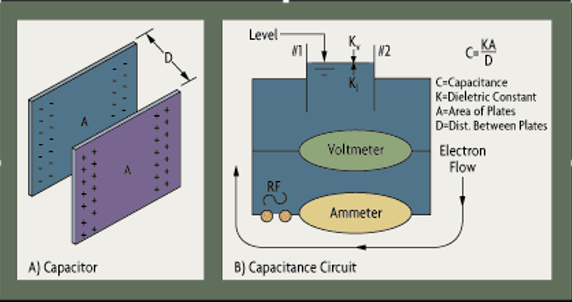 D
A
A
A) Capacitor
Level
#1
Kv
#2
Kl
C=KA/D
C=Capacitance
K=Dieletric Constant
A=Area of Plates
D=Dist. Between Plates
Voltmeter
Electron
Flow
RF
Ammeter
B) Capacitance Circuit